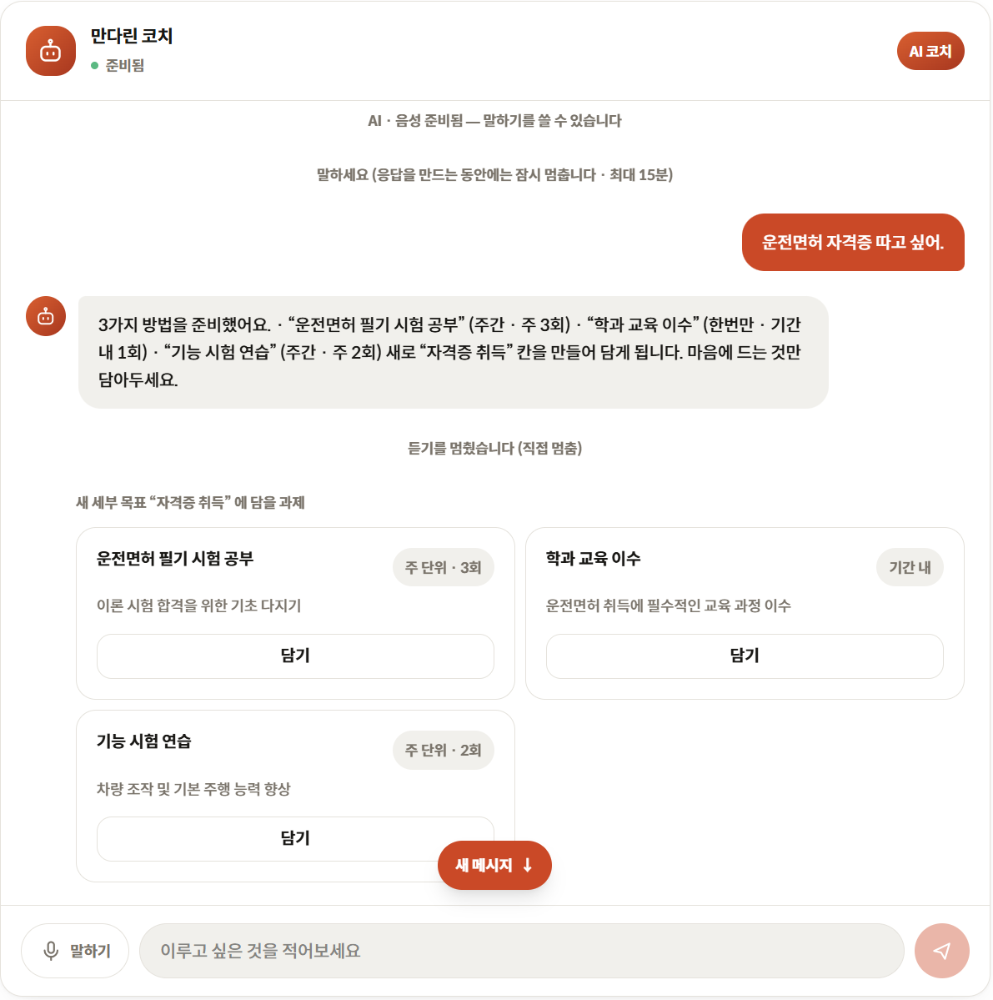 만다린 코치
준비됨
AI 코치
AI · 음성 준비됨 — 말하기를 쓸 수 있습니다
말하세요 (응답을 만드는 동안에는 잠시 멈춥니다 · 최대 15분)
운전면허 자격증 따고 싶어.
3가지 방법을 준비했어요. · “운전면허 필기 시험 공부” (주간 · 주 3회) · “학과 교육 이수” (한번만 · 기간
내 1회) · “기능 시험 연습” (주간 · 주 2회) 새로 “자격증 취득” 칸을 만들어 담게 됩니다. 마음에 드는 것만
담아두세요.
듣기를 멈췄습니다 (직접 멈춤)
새 세부 목표 “자격증 취득” 에 담을 과제
운전면허 필기 시험 공부
주 단위 · 3회
이론 시험 합격을 위한 기초 다지기
담기
학과 교육 이수
기간 내
운전면허 취득에 필수적인 교육 과정 이수
담기
기능 시험 연습
주 단위 · 2회
차량 조작 및 기본 주행 능력 향상
담기
새 메시지 ↓
말하기
이루고 싶은 것을 적어보세요